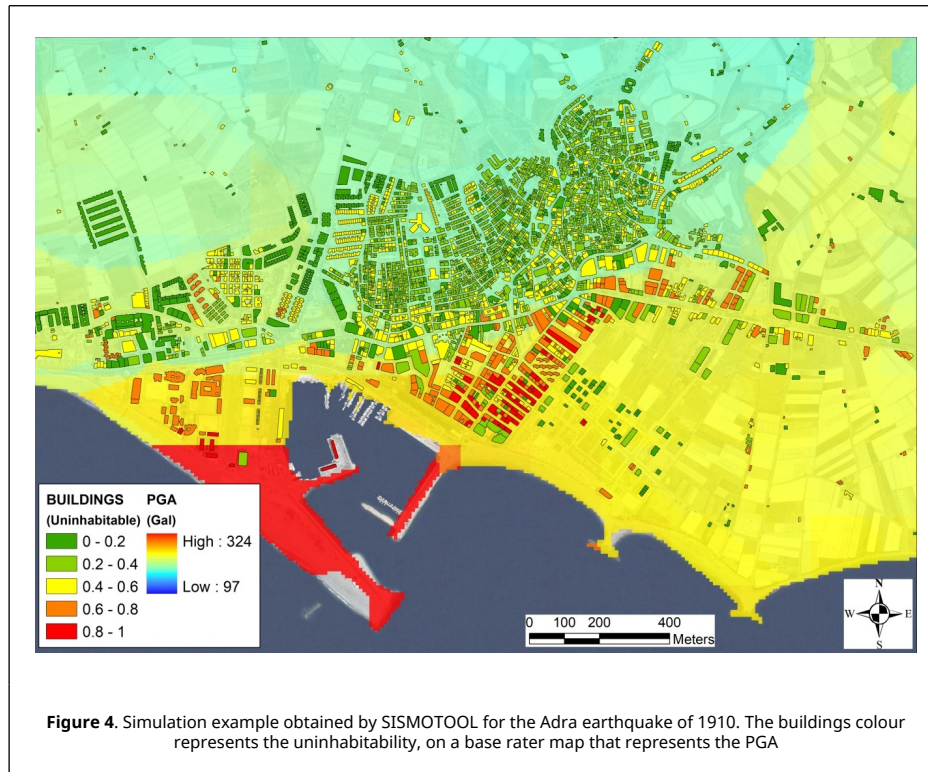 BUILDINGS
(Uninhabitable)
0 - 0.2
0.2 - 0.4
0.4 - 0.6
0.6 - 0.8
0.8 - 1
PGA
(Gal)
High : 324
Low : 97
0 100 200 400
Meters
N
W E
S
Figure 4. Simulation example obtained by SISMOTOOL for the Adra earthquake of 1910. The buildings colour
represents the uninhabitability, on a base rater map that represents the PGA